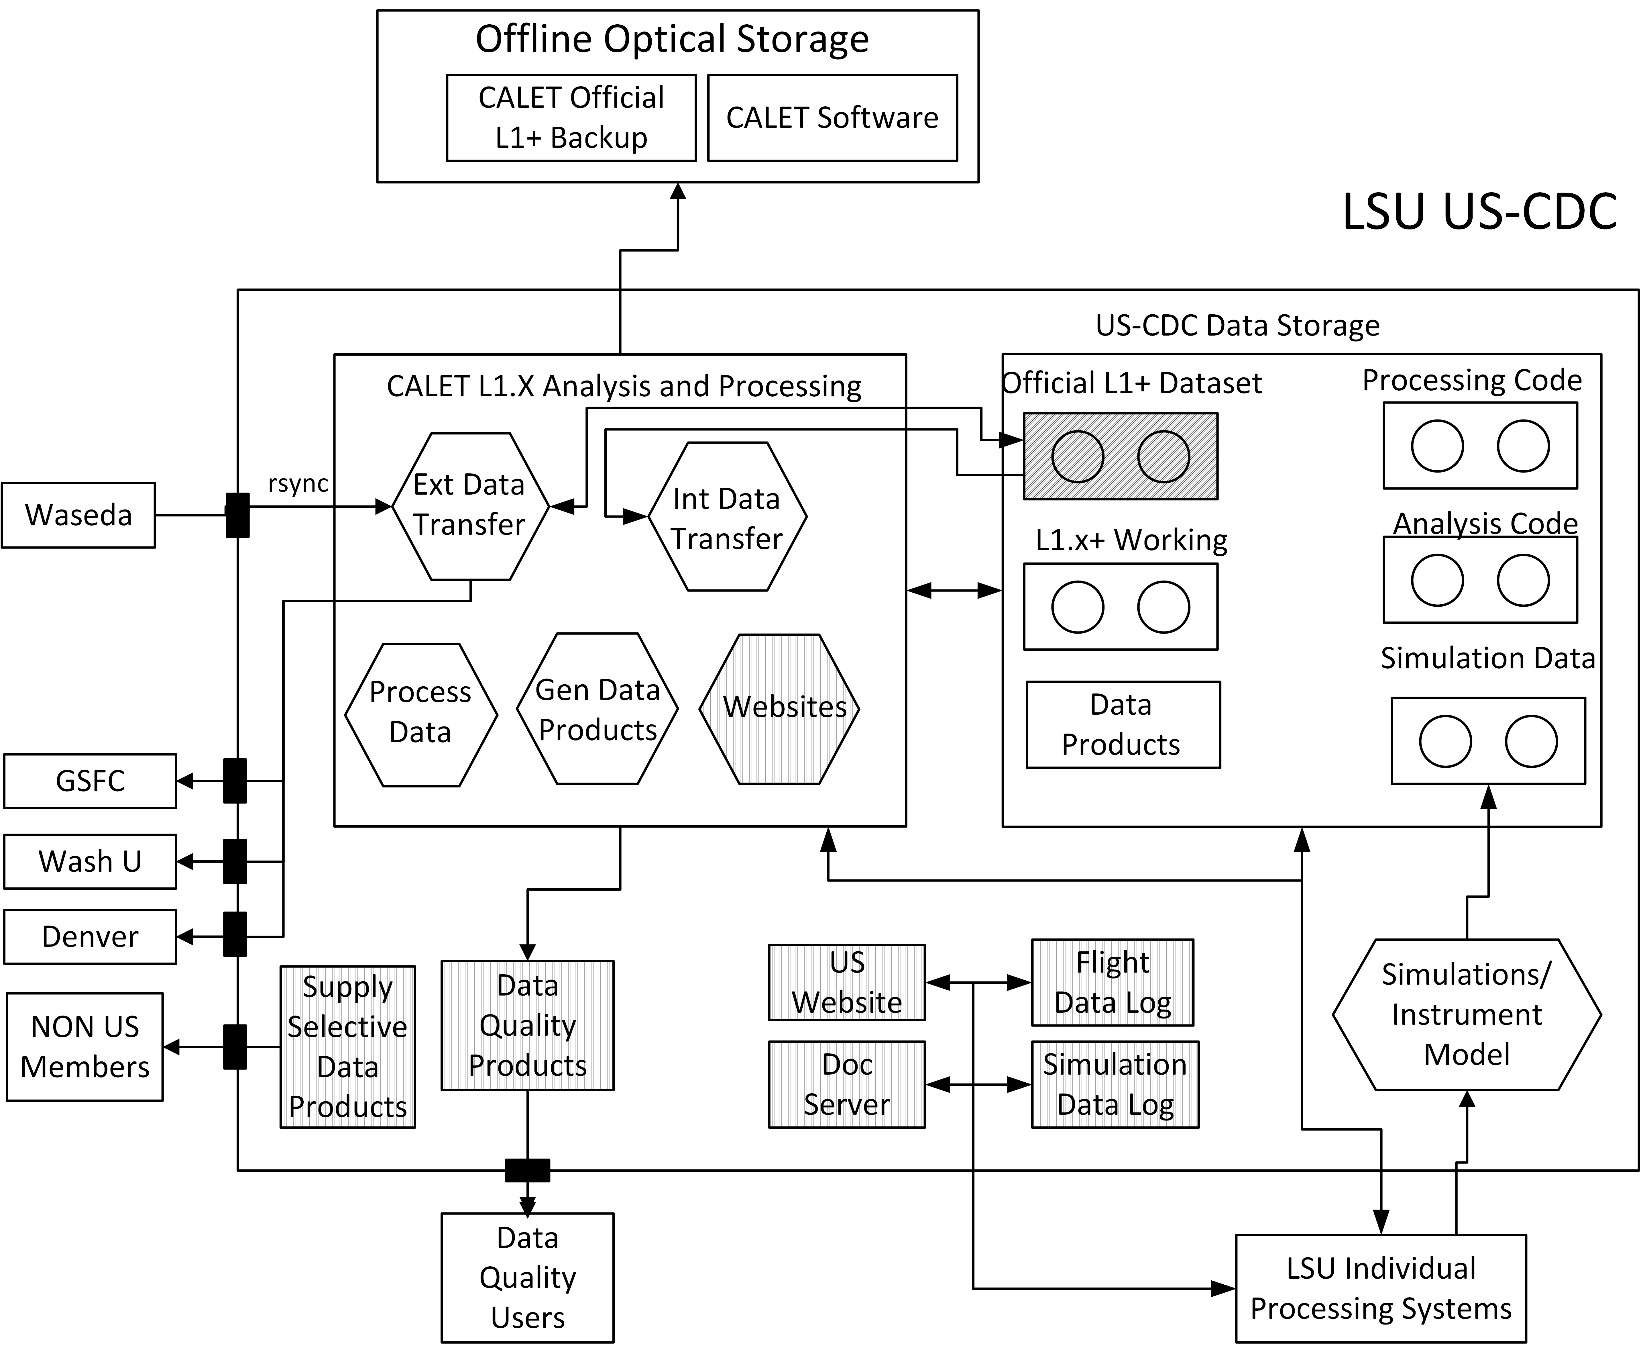 Offline Optical Storage
CALET Official
L1+ Backup
CALET Software
LSU US-CDC
US-CDC Data Storage
CALET L1.X Analysis and Processing
Official L1+ Dataset
Processing Code
rsync
Waseda
Ext Data
Transfer
Int Data
Transfer
Analysis Code
L1.x+ Working
Simulation Data
Process
Data
Gen Data
Products
Websites
Data
Products
GSFC
Wash U
Denver
NON US
Members
Supply
Selective
Data
Products
Data
Quality
Products
US
Website
Flight
Data Log
Doc
Server
Simulation
Data Log
Simulations/
Instrument
Model
Data
Quality
Users
LSU Individual
Processing Systems